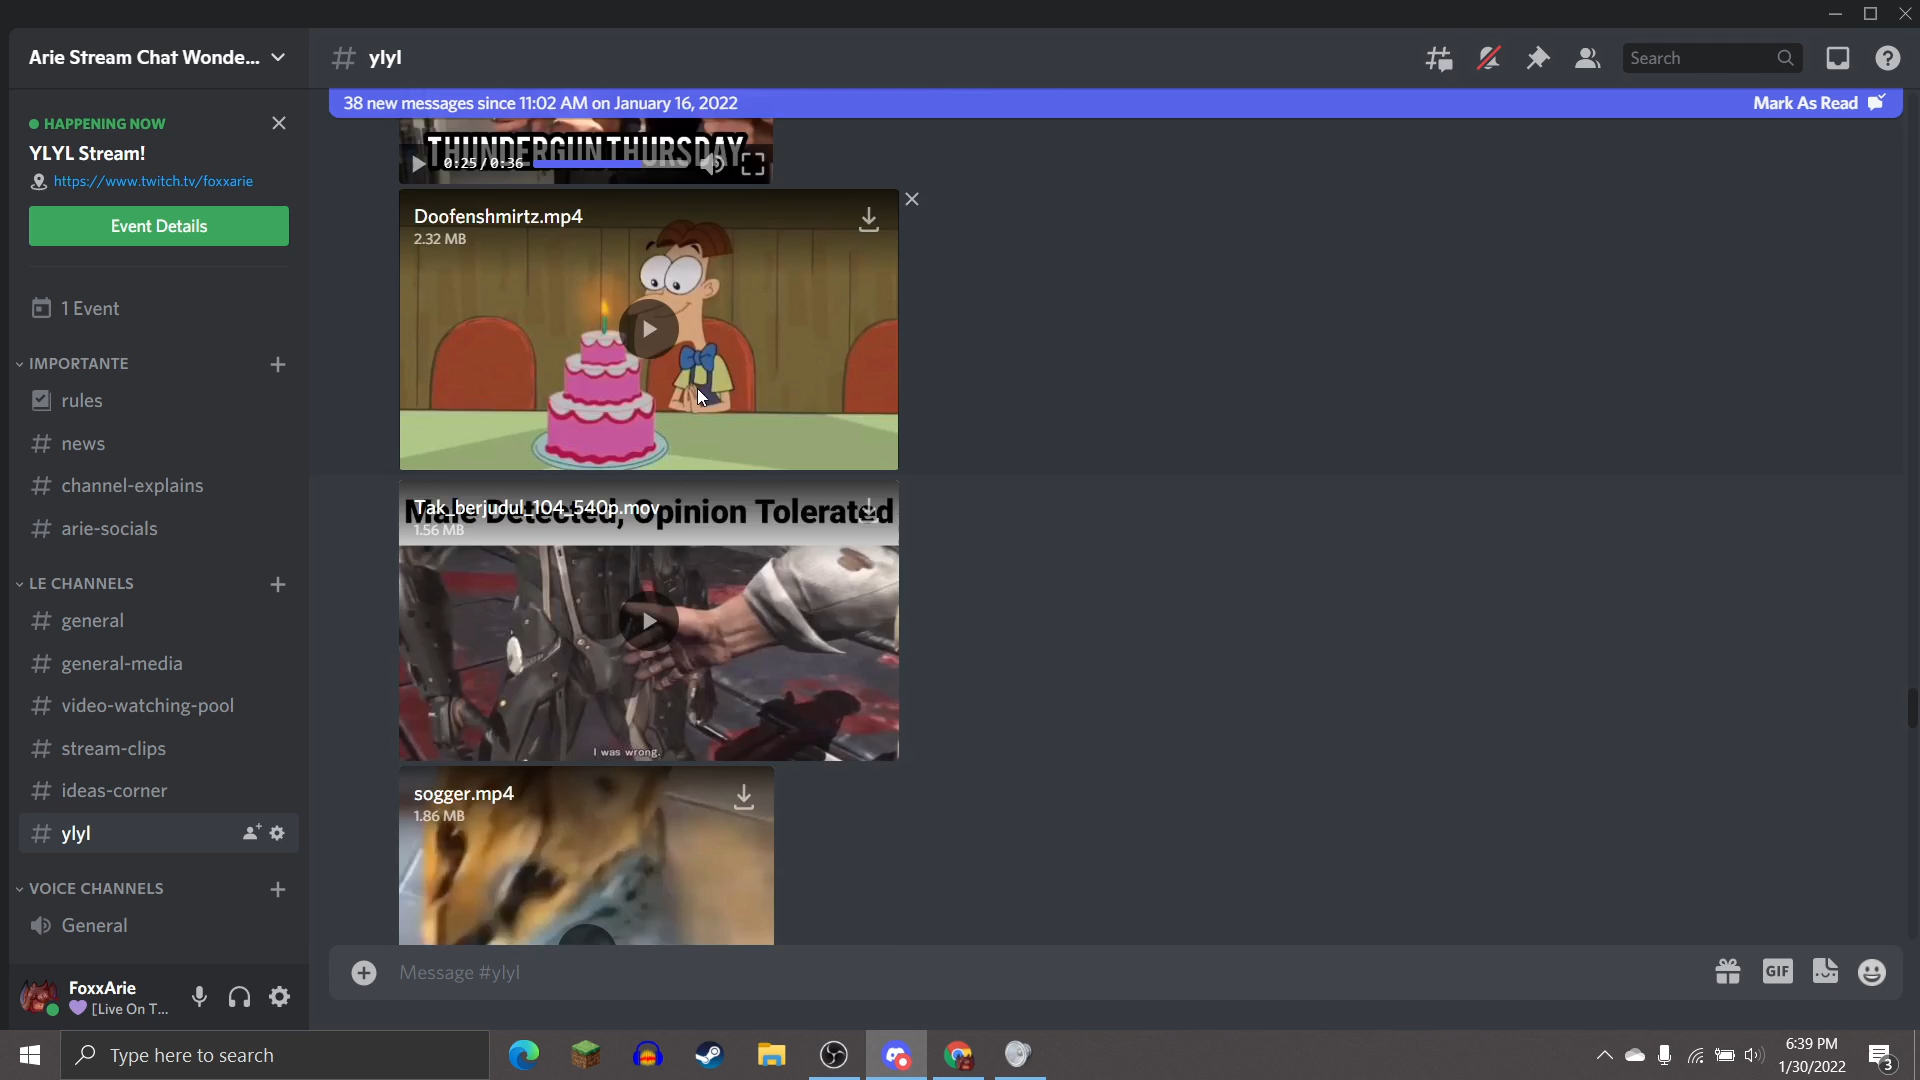 Arie Stream Chat Wonde...
ylyl
Search
38 new messages since 11:02 AM on January 16, 2022
Mark As Read
HAPPENING NOW
YLYL Stream!
https://www.twitch.tv/foxxarie
Event Details
1 Event
IMPORTANTE
rules
news
channel-explains
arie-socials
LE CHANNELS
general
general-media
video-watching-pool
stream-clips
ideas-corner
ylyl
VOICE CHANNELS
General
FoxxArie
[Live On T...
THUNDERGUN THURSDAY
0:25/0:36
Doofenshmirtz.mp4
2.32 MB
Male Detected, Opinion Tolerated
Tak_berjudul_104_540p.mov
1.56 MB
I was wrong.
sogger.mp4
1.86 MB
Message #ylyl
GIF
Type here to search
6:39 PM
1/30/2022
3